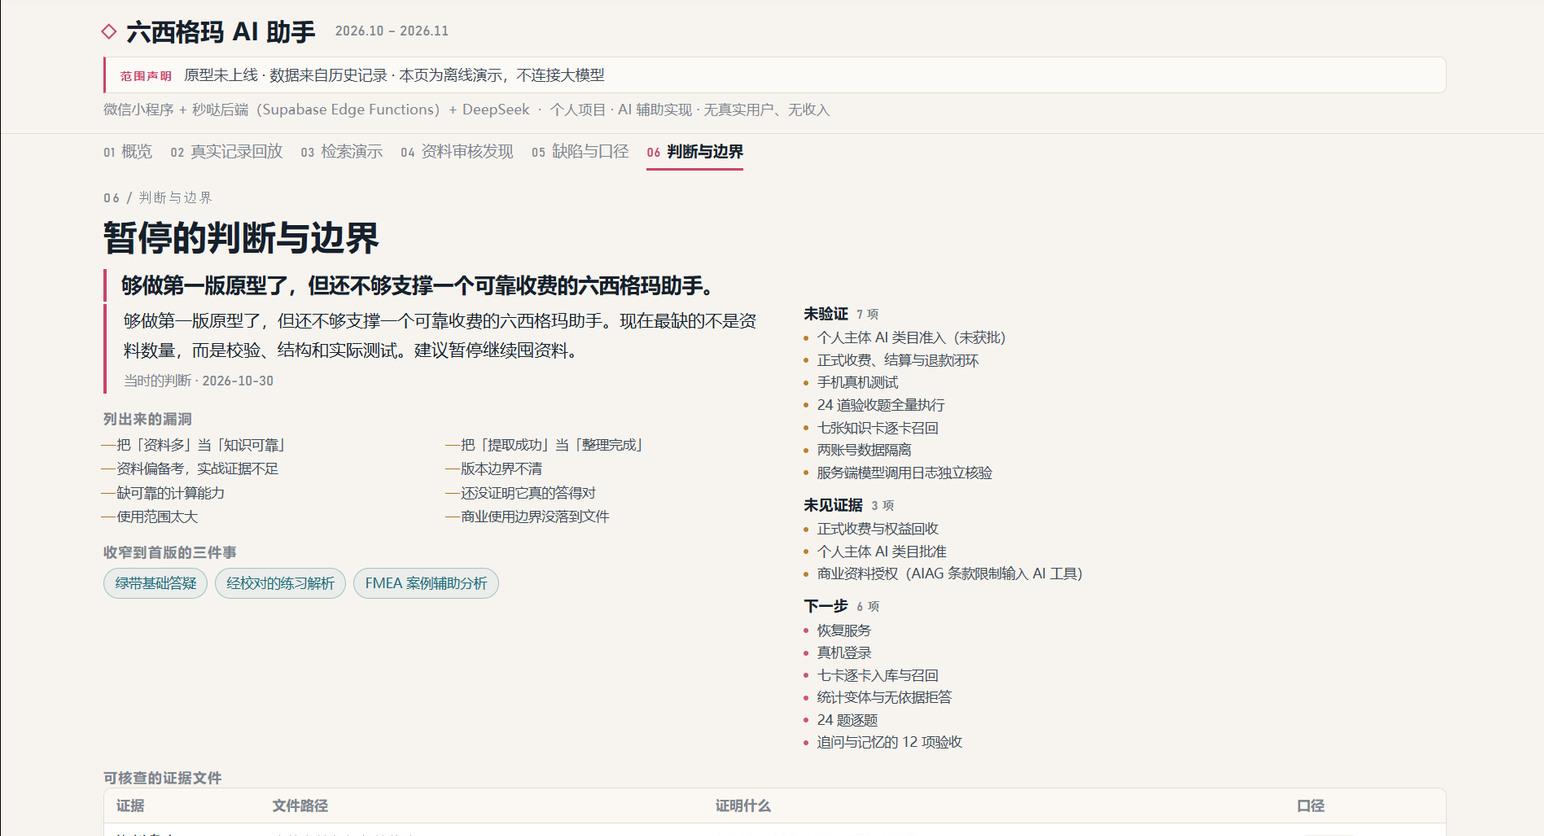 六西格玛 AI 助手 2026.10 – 2026.11
范围声明 原型未上线 · 数据来自历史记录 · 本页为离线演示，不连接大模型
微信小程序 + 秒哒后端（Supabase Edge Functions）+ DeepSeek · 个人项目 · AI 辅助实现 · 无真实用户、无收入
01 概览 02 真实记录回放 03 检索演示 04 资料审核发现 05 缺陷与口径 06 判断与边界
06 / 判断与边界
暂停的判断与边界
够做第一版原型了，但还不够支撑一个可靠收费的六西格玛助手。
够做第一版原型了，但还不够支撑一个可靠收费的六西格玛助手。现在最缺的不是资
料数量，而是校验、结构和实际测试。建议暂停继续囤资料。
当时的判断 · 2026-10-30
列出来的漏洞
—把「资料多」当「知识可靠」
—把「提取成功」当「整理完成」
—资料偏备考，实战证据不足
—版本边界不清
—缺可靠的计算能力
—还没证明它真的答得对
—使用范围太大
—商业使用边界没落到文件
收窄到首版的三件事
绿带基础答疑 经校对的练习解析 FMEA 案例辅助分析
未验证 7 项
个人主体 AI 类目准入（未获批）
正式收费、结算与退款闭环
手机真机测试
24 道验收题全量执行
七张知识卡逐卡召回
两账号数据隔离
服务端模型调用日志独立核验
未见证据 3 项
正式收费与权益回收
个人主体 AI 类目批准
商业资料授权（AIAG 条款限制输入 AI 工具）
下一步 6 项
恢复服务
真机登录
七卡逐卡入库与召回
统计变体与无依据拒答
24 题逐题
追问与记忆的 12 项验收
可核查的证据文件
证据 文件路径 证明什么 口径